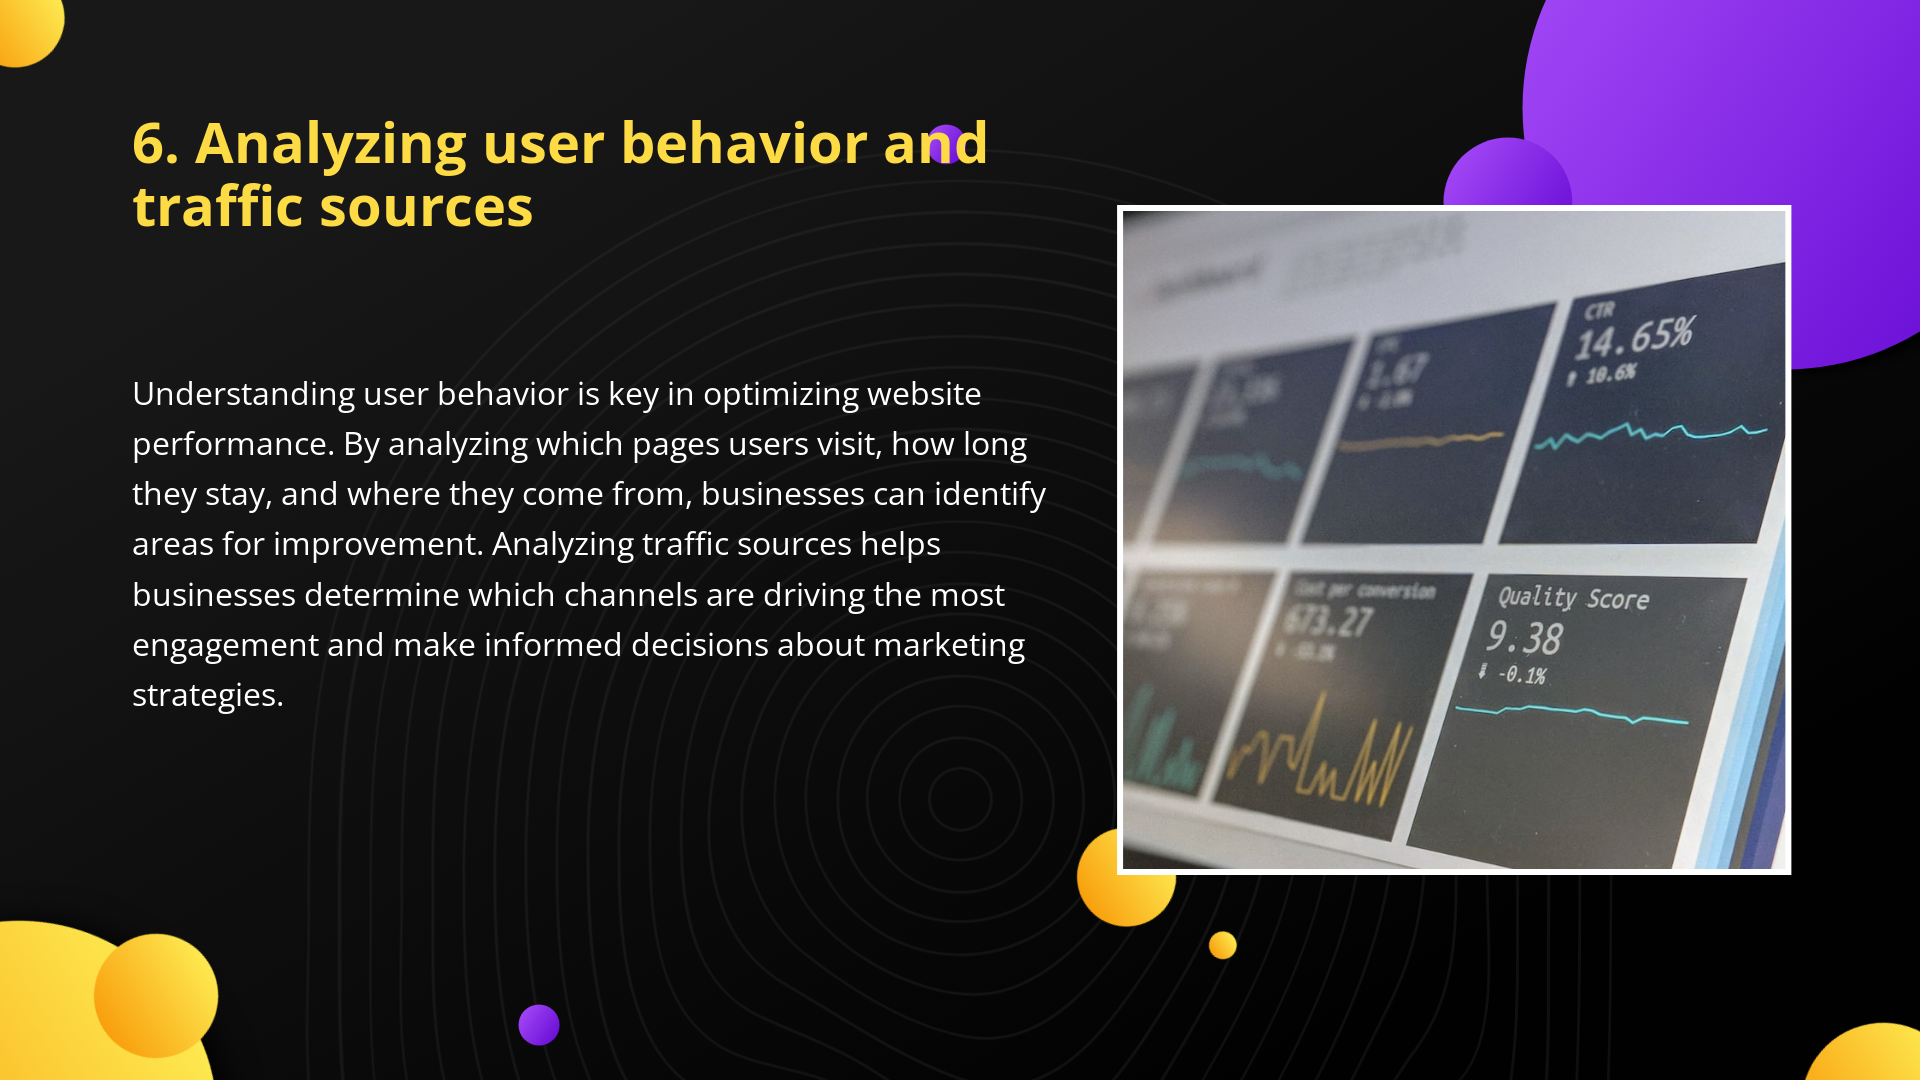 6. Analyzing user behavior and
traffic sources
Understanding user behavior is key in optimizing website
performance. By analyzing which pages users visit, how long
they stay, and where they come from, businesses can identify
areas for improvement. Analyzing traffic sources helps
businesses determine which channels are driving the most
engagement and make informed decisions about marketing
strategies.
CTR
14.65%
10.6%
1.67
Cost per conversion
673.27
Quality Score
9.38
-0.1%